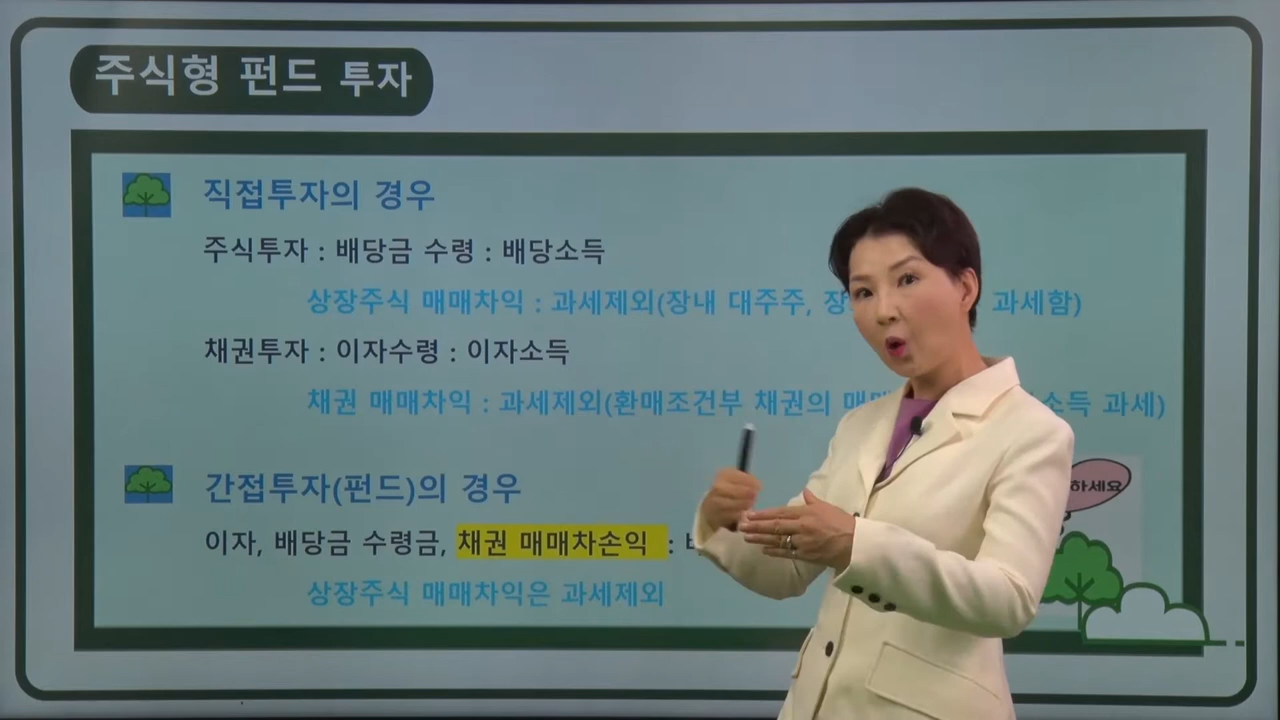 주식형 펀드 투자
직접투자의 경우
주식투자 : 배당금 수령 : 배당소득
상장주식 매매차익 : 과세제외(장내 대주주, 장 과세함)
채권투자 : 이자수령 : 이자소득
채권 매매차익 : 과세제외(환매조건부 채권의 소득 과세)
간접투자(펀드)의 경우
이자, 배당금 수령금, 채권 매매차손익 :
하세요
상장주식 매매차익은 과세제외